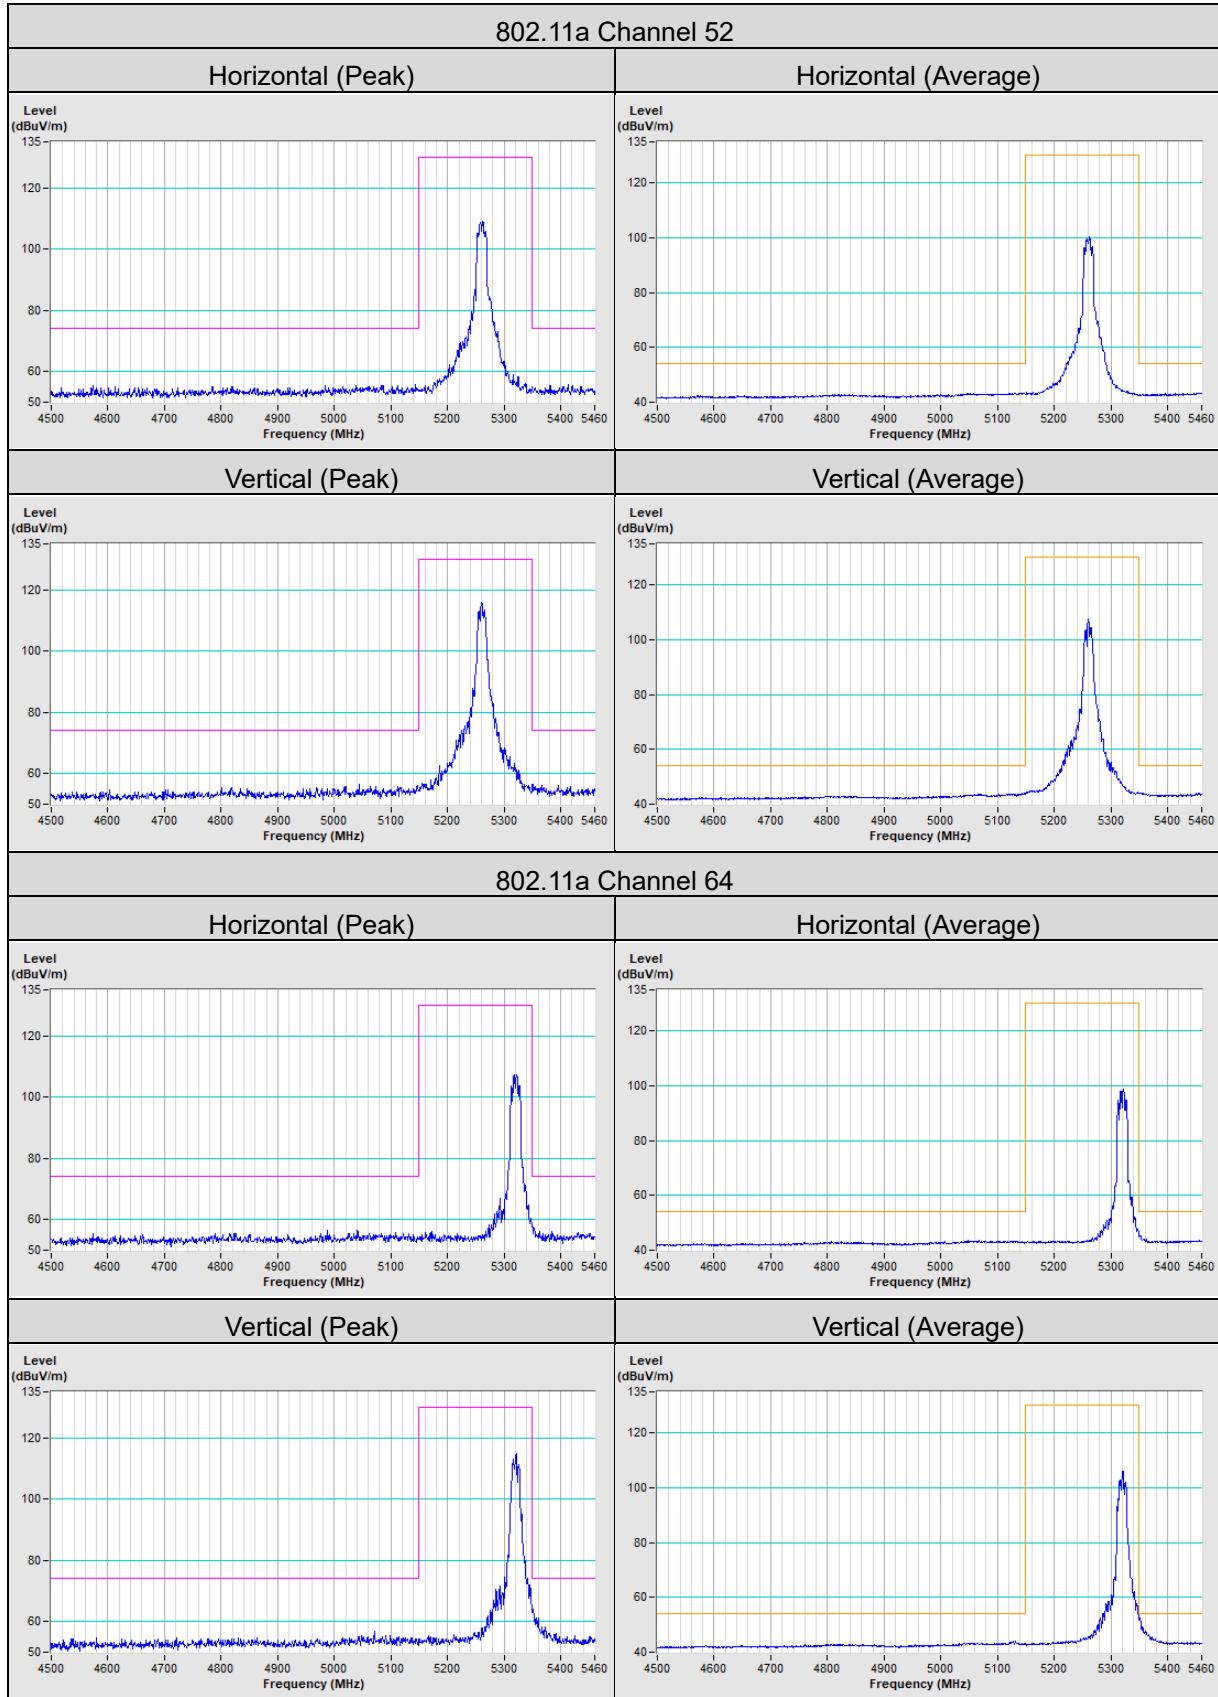 802.11a Channel 52
Horizontal (Peak)
Horizontal (Average)
Level
(dBuV/m)
135
120
100
80
60
50
4500 4600 4700 4800 4900 5000 5100 5200 5300 5400 5460
Frequency (MHz)
Level
(dBuV/m)
135
120
100
80
60
40
4500 4600 4700 4800 4900 5000 5100 5200 5300 5400 5460
Frequency (MHz)
Vertical (Peak)
Vertical (Average)
Level
(dBuV/m)
135
120
100
80
60
50
4500 4600 4700 4800 4900 5000 5100 5200 5300 5400 5460
Frequency (MHz)
Level
(dBuV/m)
135
120
100
80
60
40
4500 4600 4700 4800 4900 5000 5100 5200 5300 5400 5460
Frequency (MHz)
802.11a Channel 64
Horizontal (Peak)
Horizontal (Average)
Level
(dBuV/m)
135
120
100
80
60
50
4500 4600 4700 4800 4900 5000 5100 5200 5300 5400 5460
Frequency (MHz)
Level
(dBuV/m)
135
120
100
80
60
40
4500 4600 4700 4800 4900 5000 5100 5200 5300 5400 5460
Frequency (MHz)
Vertical (Peak)
Vertical (Average)
Level
(dBuV/m)
135
120
100
80
60
50
4500 4600 4700 4800 4900 5000 5100 5200 5300 5400 5460
Frequency (MHz)
Level
(dBuV/m)
135
120
100
80
60
40
4500 4600 4700 4800 4900 5000 5100 5200 5300 5400 5460
Frequency (MHz)